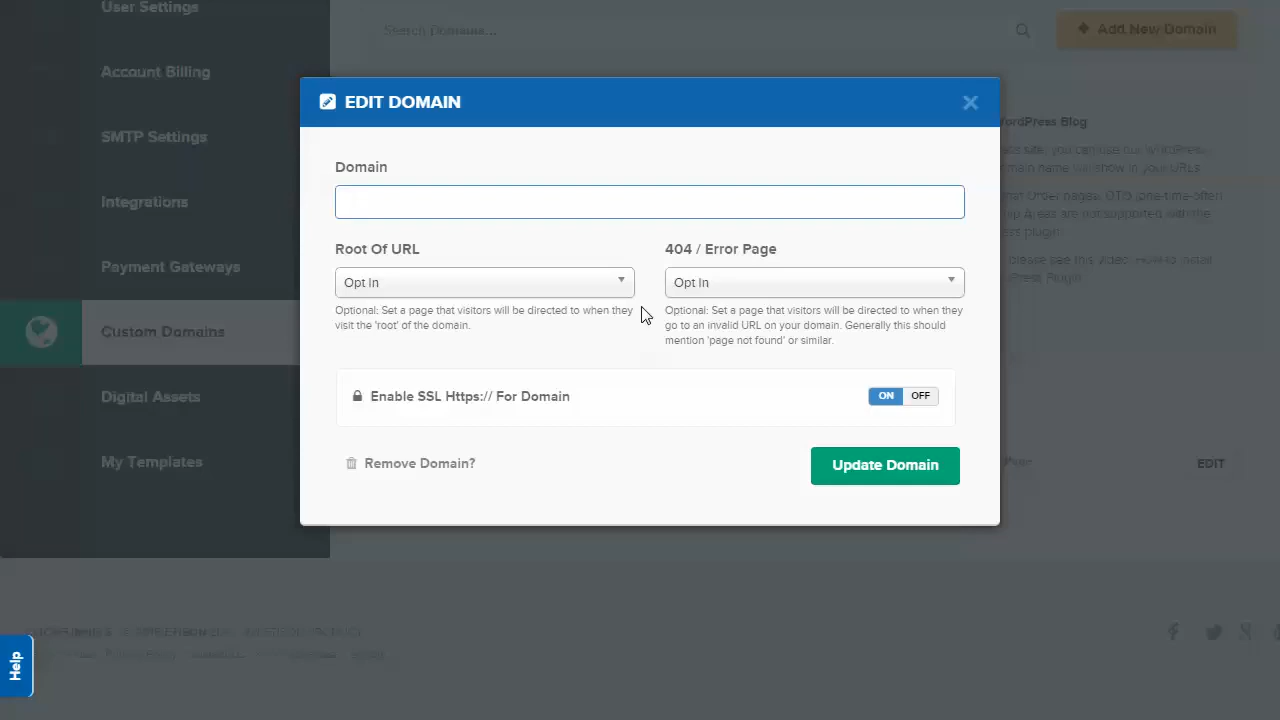 User Settings
Search Domains...
Add New Domain
Account Billing
EDIT DOMAIN
WordPress Blog
SMTP Settings
Domain
Integrations
Root Of URL
404 / Error Page
Payment Gateways
Opt In
Opt In
Optional: Set a page that visitors will be directed to when they
visit the 'root' of the domain.
Optional: Set a page that visitors will be directed to when they
go to an invalid URL on your domain. Generally this should
mention 'page not found' or similar.
Custom Domains
Enable SSL Https:// For Domain
ON OFF
Digital Assets
My Templates
Remove Domain?
Update Domain
EDIT
Help